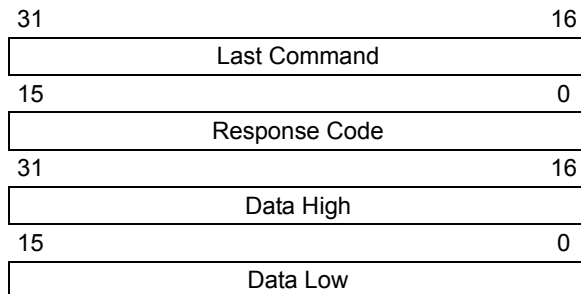 31 16
Last Command
15 0
Response Code
31 16
Data High
15 0
Data Low